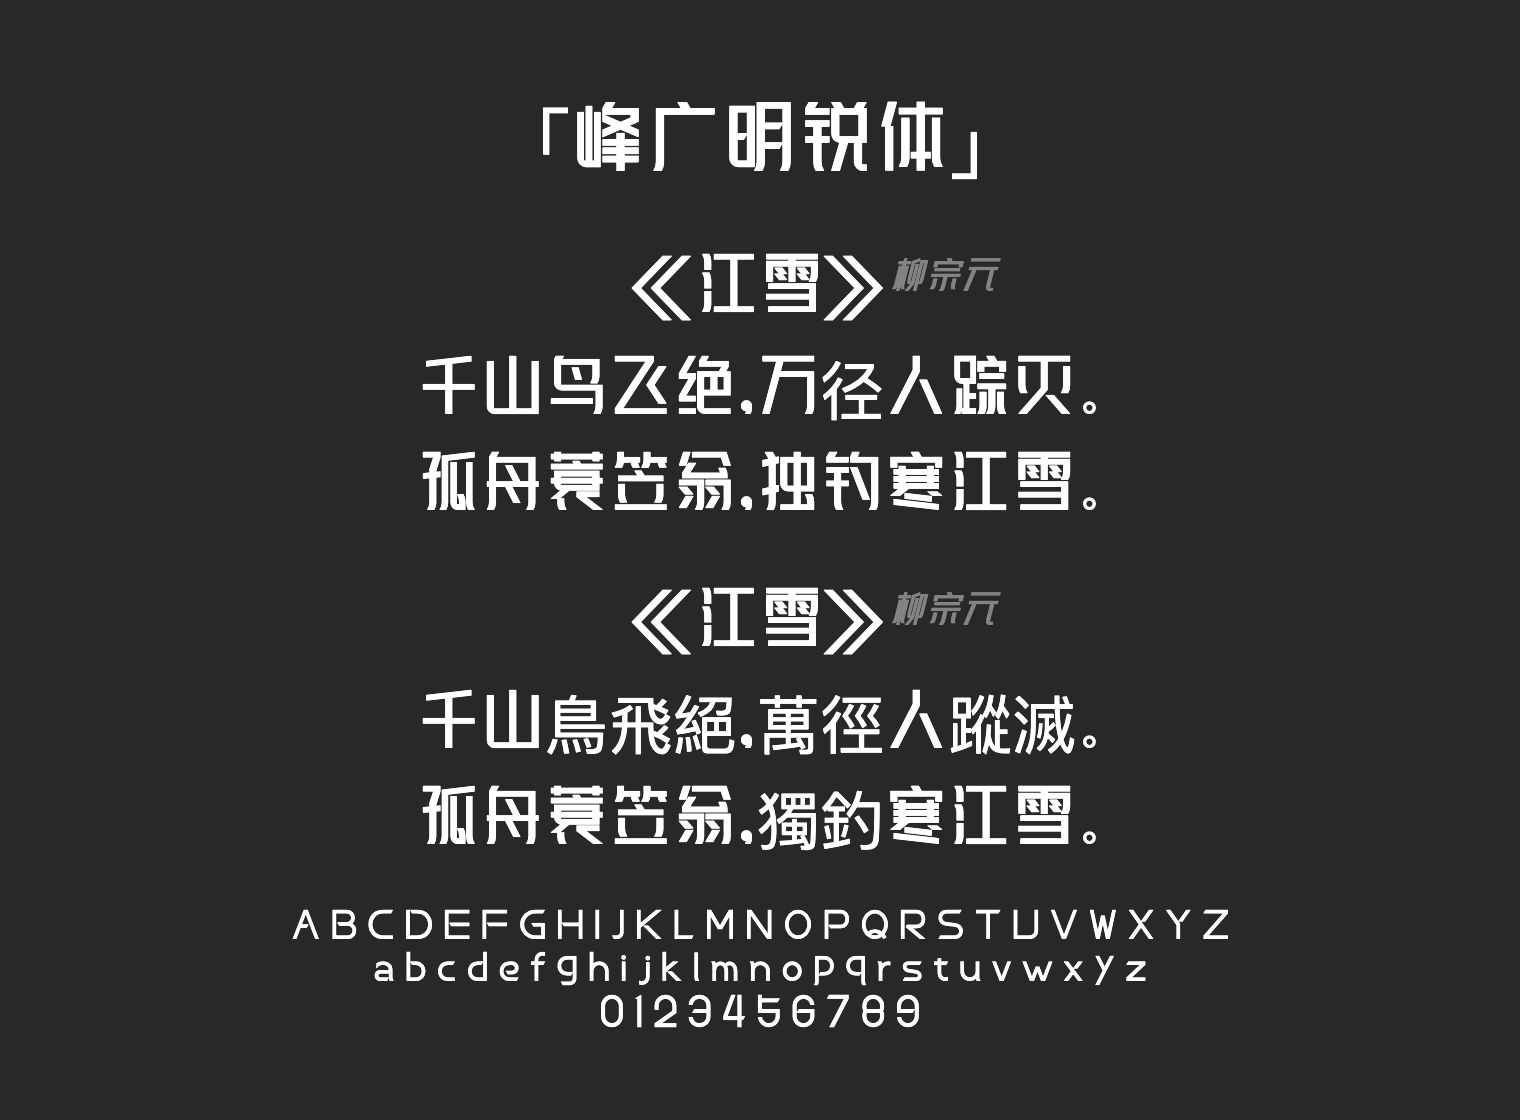 「峰广明锐体」
《江雪》柳宗元
千山鸟飞绝,万径人踪灭。
孤舟蓑笠翁,独钓寒江雪。
《江雪》柳宗元
千山鳥飛絕,萬徑人蹤滅。
孤舟蓑笠翁,獨釣寒江雪。
ABCDEFGHIJKLMNOPQRSTUVWXYZ
abcdefghijklmnopqrstuvwxyz
0123456789